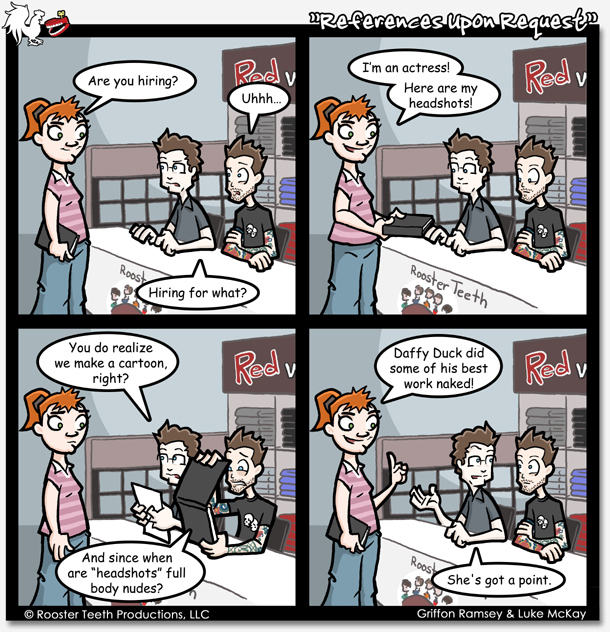 "References Upon Request"
Are you hiring?
Uhhh...
Hiring for what?
Red v
Rooste
I'm an actress!
Here are my
headshots!
Red v
Rooster Teeth
You do realize
we make a cartoon,
right?
And since when
are "headshots" full
body nudes?
Red v
Daffy Duck did
some of his best
work naked!
She's got a point.
Red v
Rooste
© Rooster Teeth Productions, LLC
Griffon Ramsey & Luke McKay